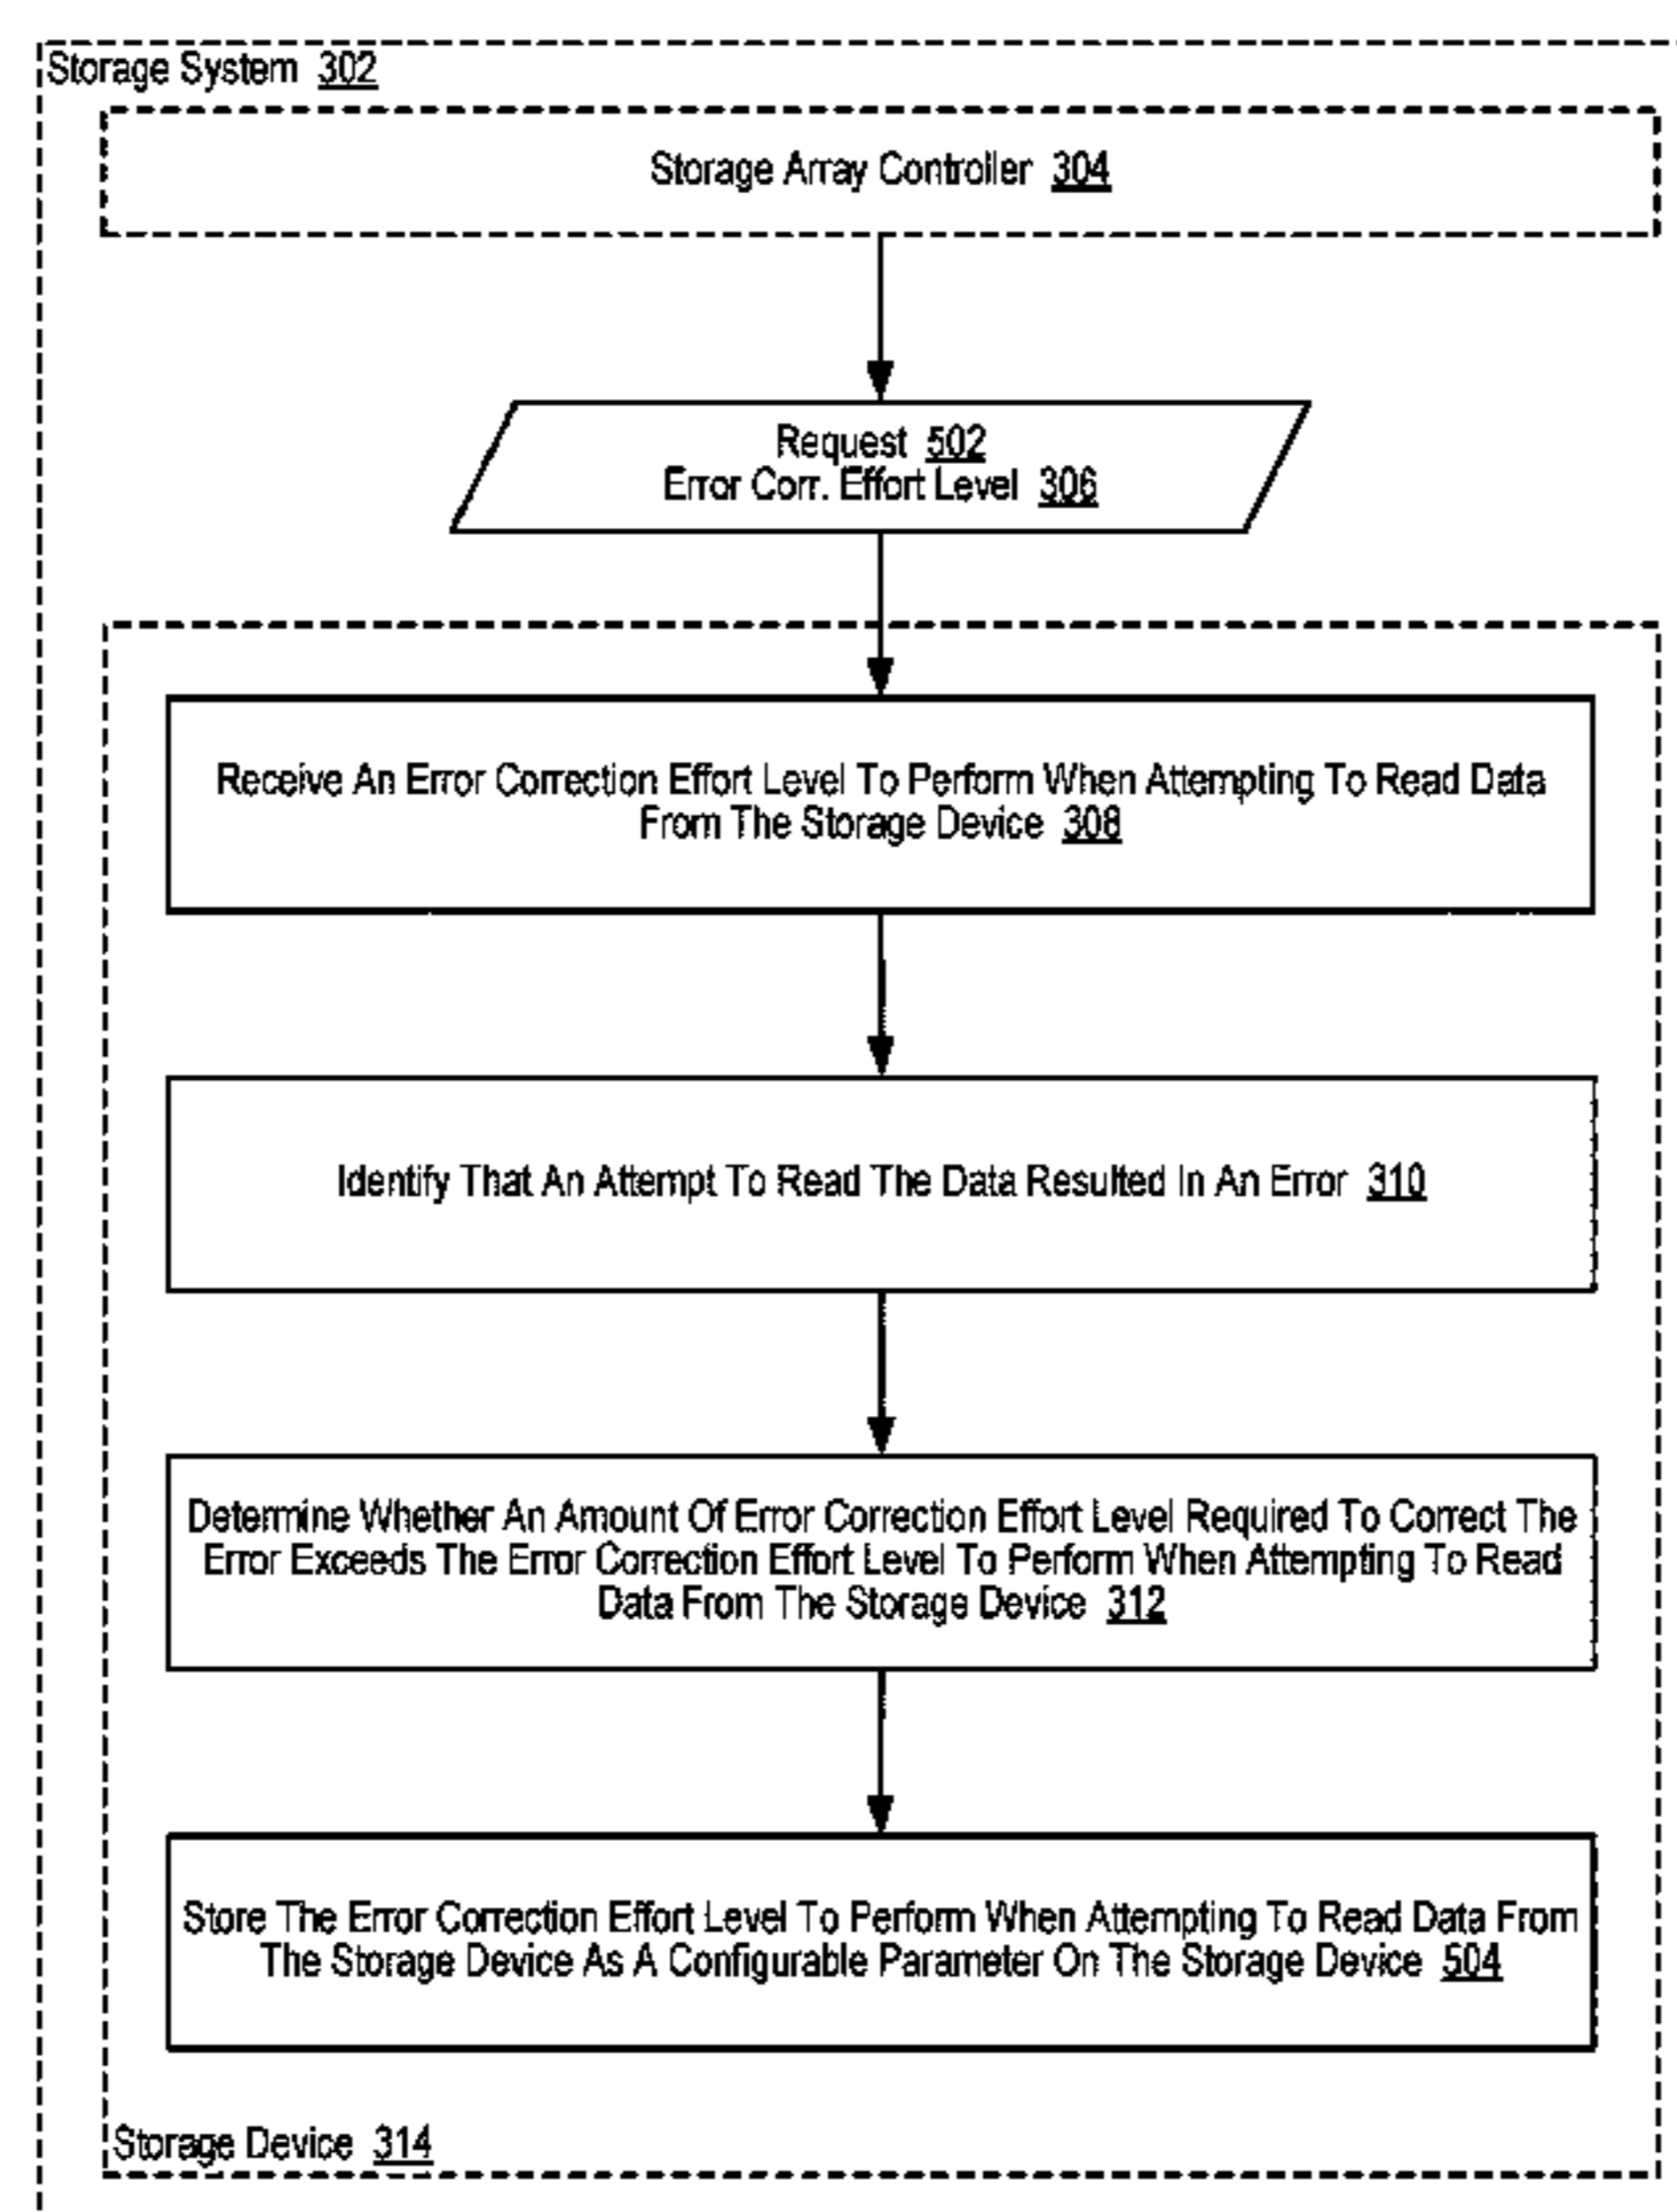 Storage System 302
Storage Array Controller 304
Request 502
Error Corr. Effort Level 306
Receive An Error Correction Effort Level To Perform When Attempting To Read Data
From The Storage Device 308
Identify That An Attempt To Read The Data Resulted In An Error 310
Determine Whether An Amount Of Error Correction Effort Level Required To Correct The
Error Exceeds The Error Correction Effort Level To Perform When Attempting To Read
Data From The Storage Device 312
Store The Error Correction Effort Level To Perform When Attempting To Read Data From
The Storage Device As A Configurable Parameter On The Storage Device 504
Storage Device 314